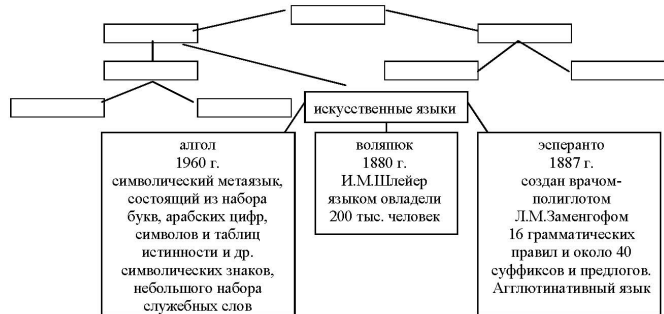 искусственные языки
алгол
1960 г.
символический метаязык,
состоящий из набора
букв, арабских цифр,
символов и таблиц
истинности и др.
символических знаков,
небольшого набора
служебных слов
воляпюк
1880 г.
И.М.Шлейер
языком овладели
200 тыс. человек
эсперанто
1887 г.
создан врачом-
полиглотом
Л.М.Заменгофом
16 грамматических
правил и около 40
суффиксов и предлогов.
Агглютинативный язык